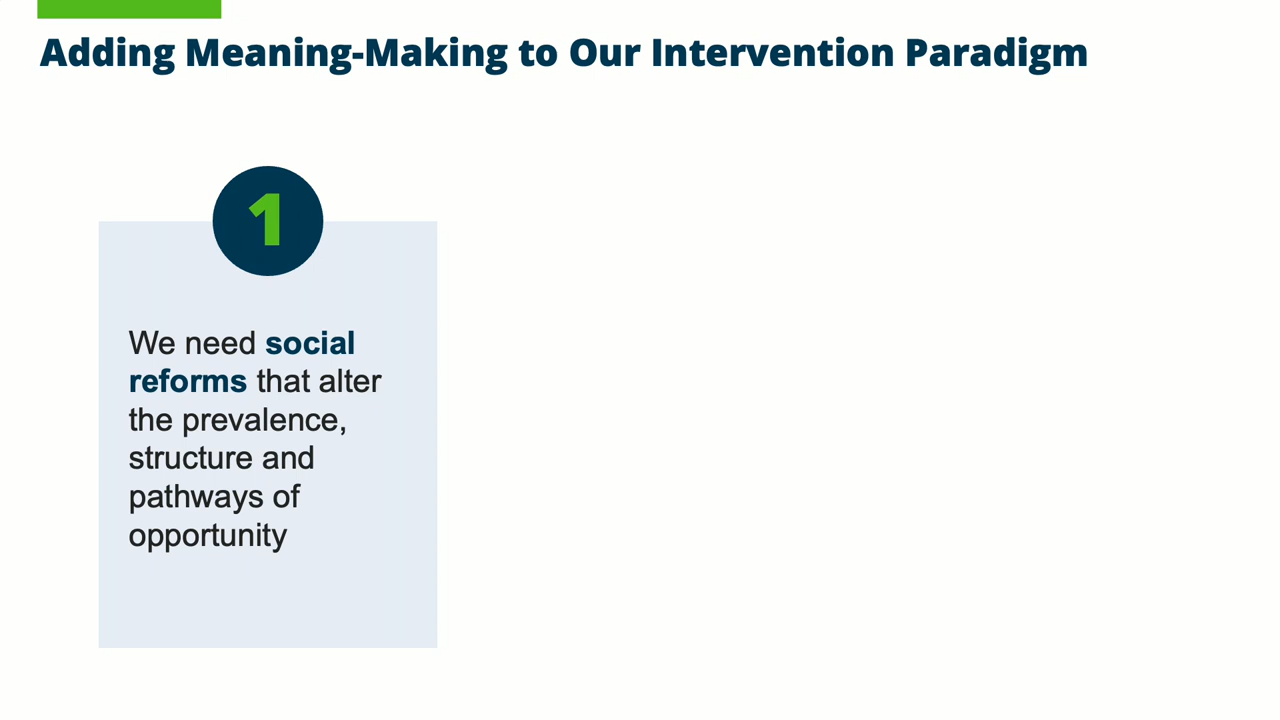 Adding Meaning-Making to Our Intervention Paradigm
1
We need social
reforms that alter
the prevalence,
structure and
pathways of
opportunity